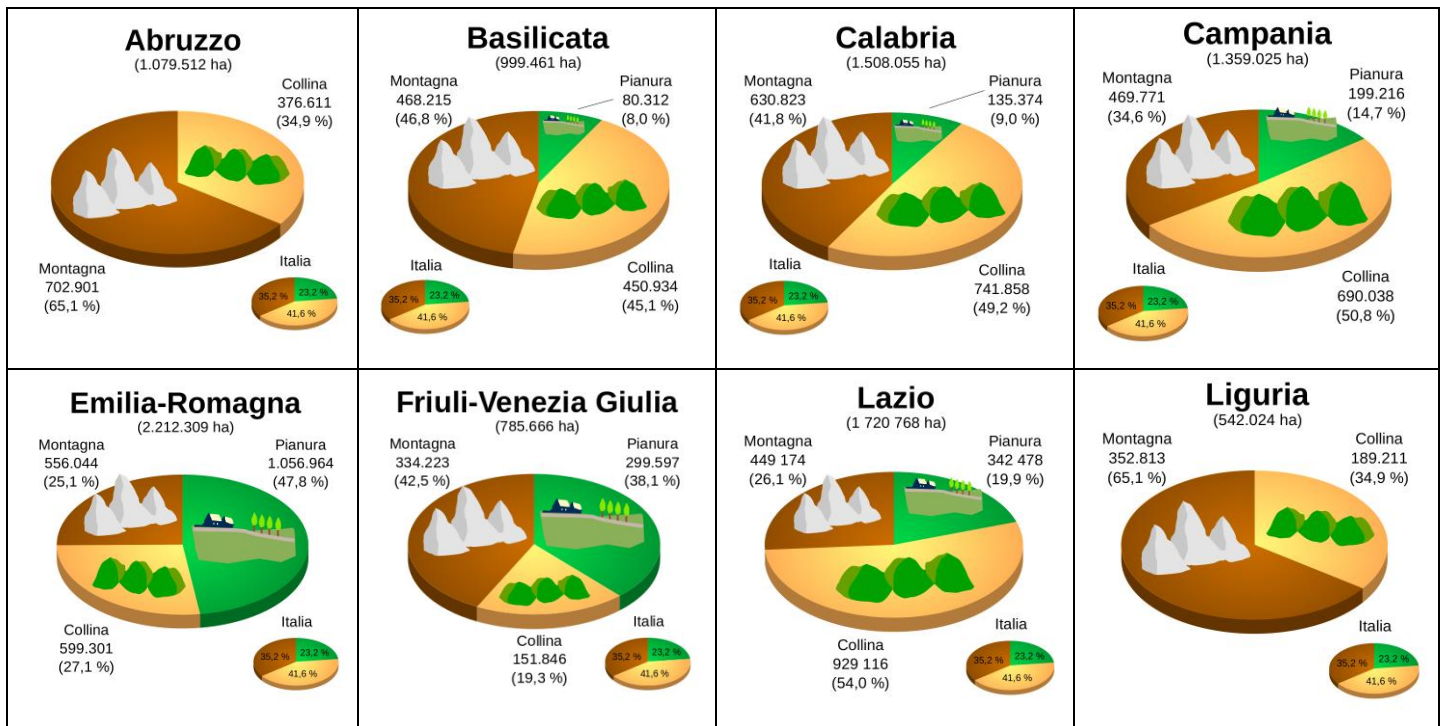 Abruzzo
(1.079.512 ha)
Collina
376.611
(34,9 %)
Montagna
702.901
(65,1 %)
Italia
35,2 %
23,2 %
41,6 %
Basilicata
(999.461 ha)
Montagna
468.215
(46,8 %)
Pianura
80.312
(8,0 %)
Italia
35,2 %
23,2 %
41,6 %
Collina
450.934
(45,1 %)
Calabria
(1.508.055 ha)
Montagna
630.823
(41,8 %)
Pianura
135.374
(9,0 %)
Italia
35,2 %
23,2 %
41,6 %
Collina
741.858
(49,2 %)
Campania
(1.359.025 ha)
Montagna
469.771
(34,6 %)
Pianura
199.216
(14,7 %)
Italia
35,2 %
23,2 %
41,6 %
Collina
690.038
(50,8 %)
Emilia-Romagna
(2.212.309 ha)
Montagna
556.044
(25,1 %)
Pianura
1.056.964
(47,8 %)
Collina
599.301
(27,1 %)
Italia
35,2 %
23,2 %
41,6 %
Friuli-Venezia Giulia
(785.666 ha)
Montagna
334.223
(42,5 %)
Pianura
299.597
(38,1 %)
Collina
151.846
(19,3 %)
Italia
35,2 %
23,2 %
41,6 %
Lazio
(1 720 768 ha)
Montagna
449 174
(26,1 %)
Pianura
342 478
(19,9 %)
Collina
929 116
(54,0 %)
Italia
35,2 %
23,2 %
41,6 %
Liguria
(542.024 ha)
Montagna
352.813
(65,1 %)
Collina
189.211
(34,9 %)
Italia
35,2 %
23,2 %
41,6 %